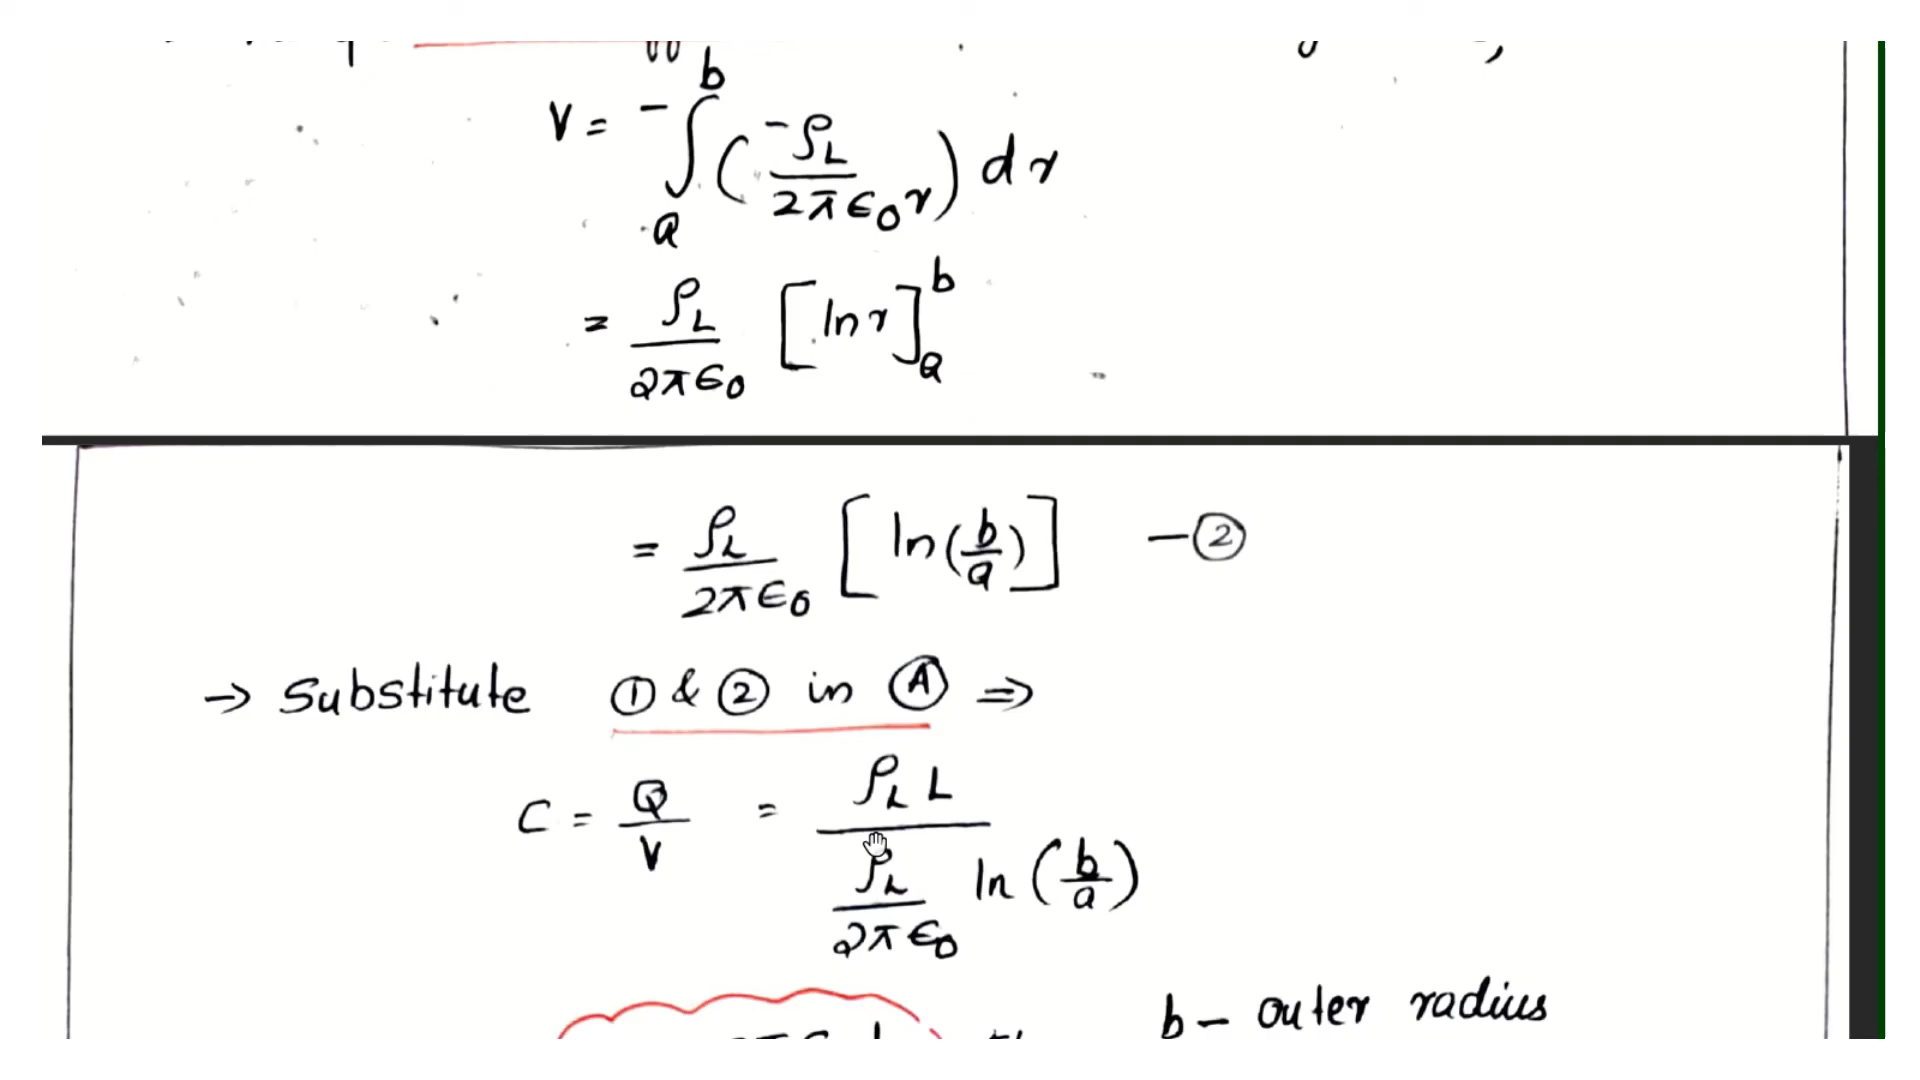 V = - ∫_a^b ( -ρ_L / 2πε₀r ) dr
= ρ_L / 2πε₀ [ ln r ]_a^b
= ρ_L / 2πε₀ [ ln(b/a) ] — ②
→ Substitute ① & ② in Ⓐ ⇒
C = Q/V = ρ_L L / ( ρ_L / 2πε₀ ln(b/a) )
b - outer radius